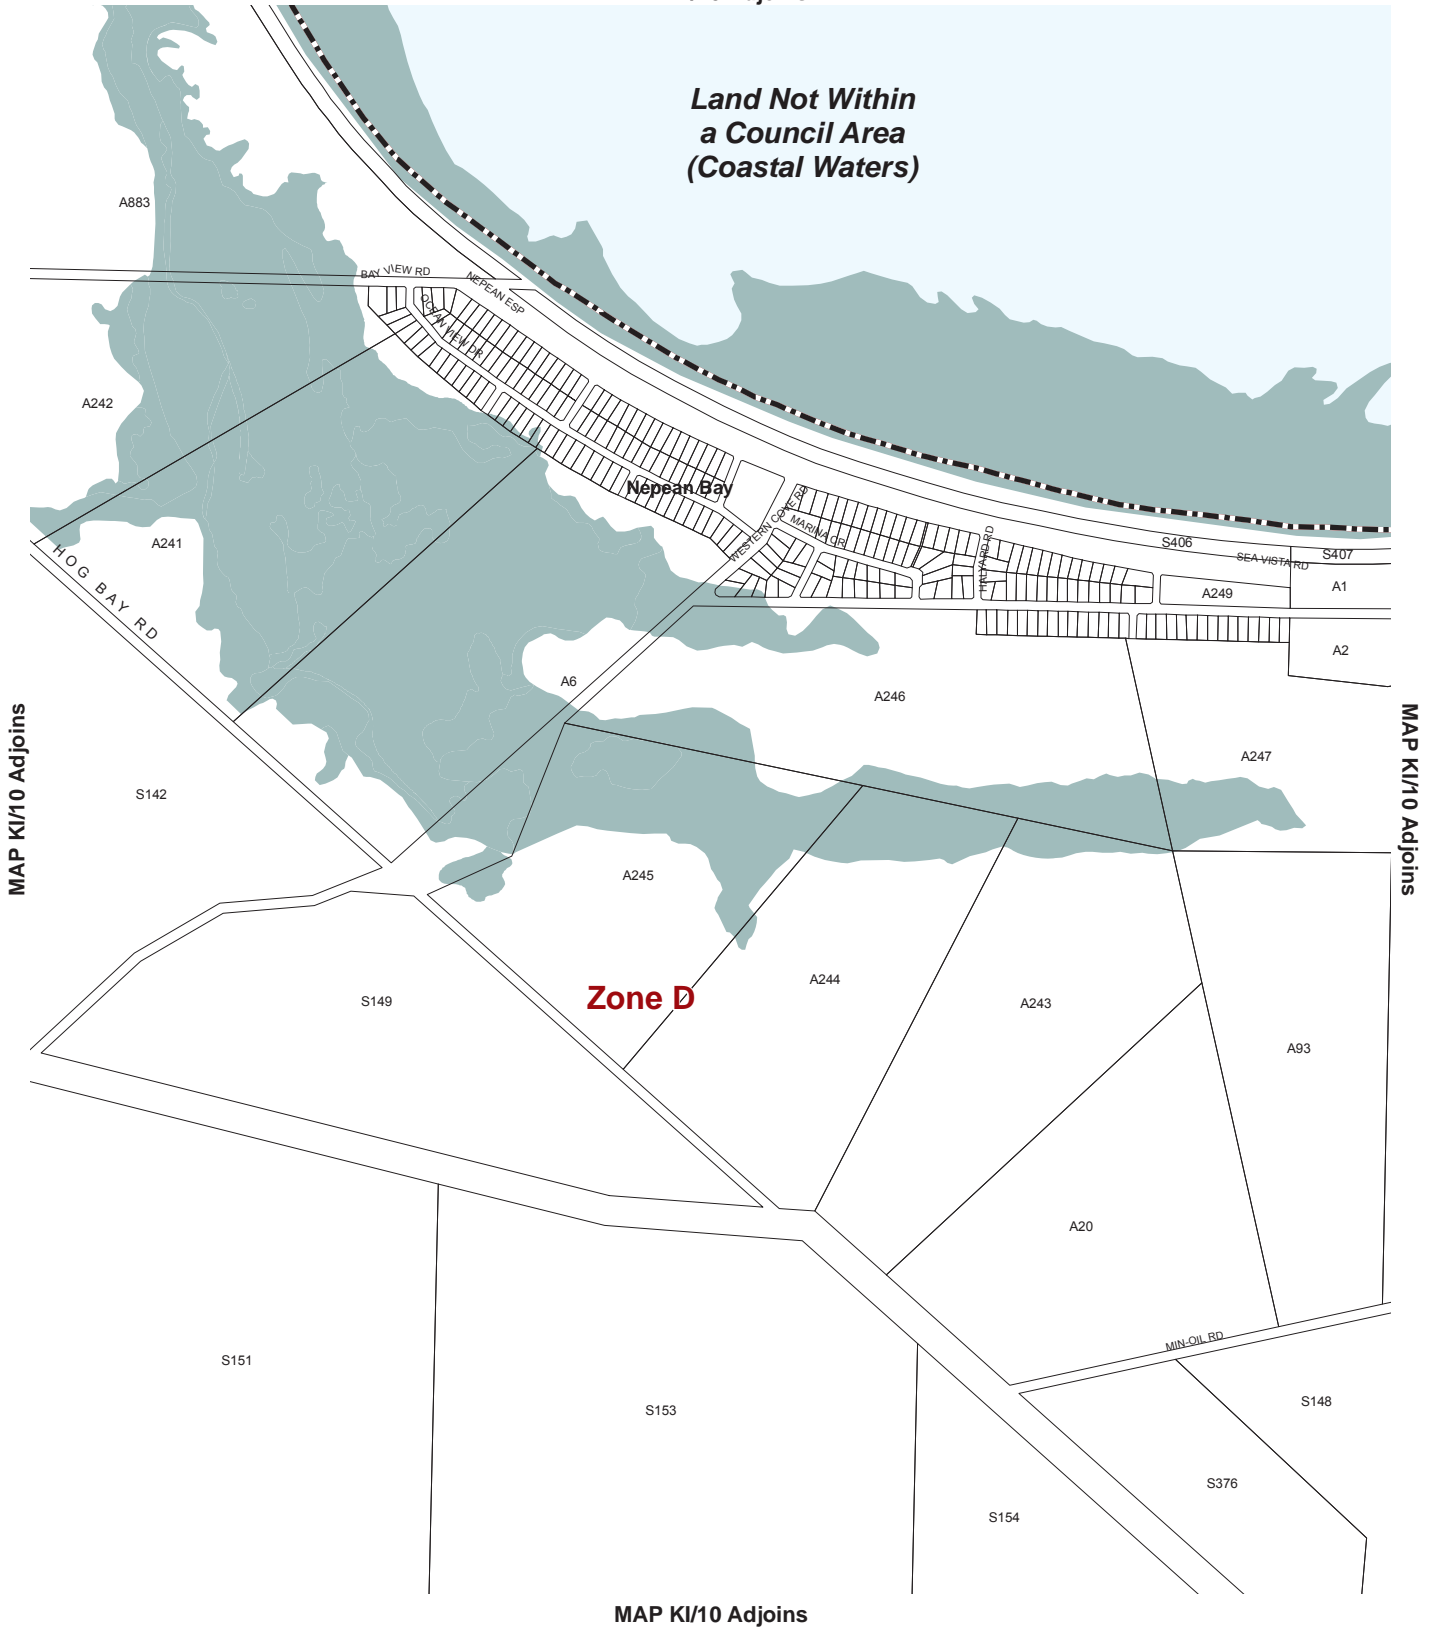 Land Not Within
a Council Area
(Coastal Waters)
A883
BAY VIEW RD
NEPEAN ESP
OCEAN VIEW DR
A242
Nepean Bay
WESTERN COVE RD
MARINA CR
HALYARD RD
S406
SEA VISTA RD
S407
A241
HOG BAY RD
A249
A1
A2
A6
A246
A247
MAP KI/10 Adjoins
MAP KI/10 Adjoins
S142
A245
A244
Zone D
S149
A243
A93
A20
MIN-OIL RD
S151
S153
S148
S376
S154
MAP KI/10 Adjoins